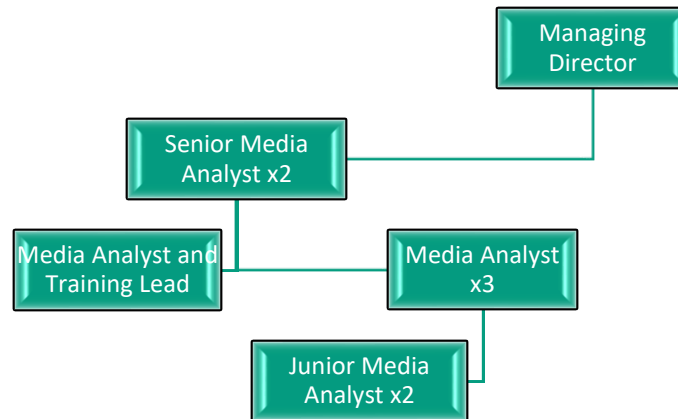 Managing
Director
Senior Media
Analyst x2
Media Analyst and
Training Lead
Media Analyst
x3
Junior Media
Analyst x2